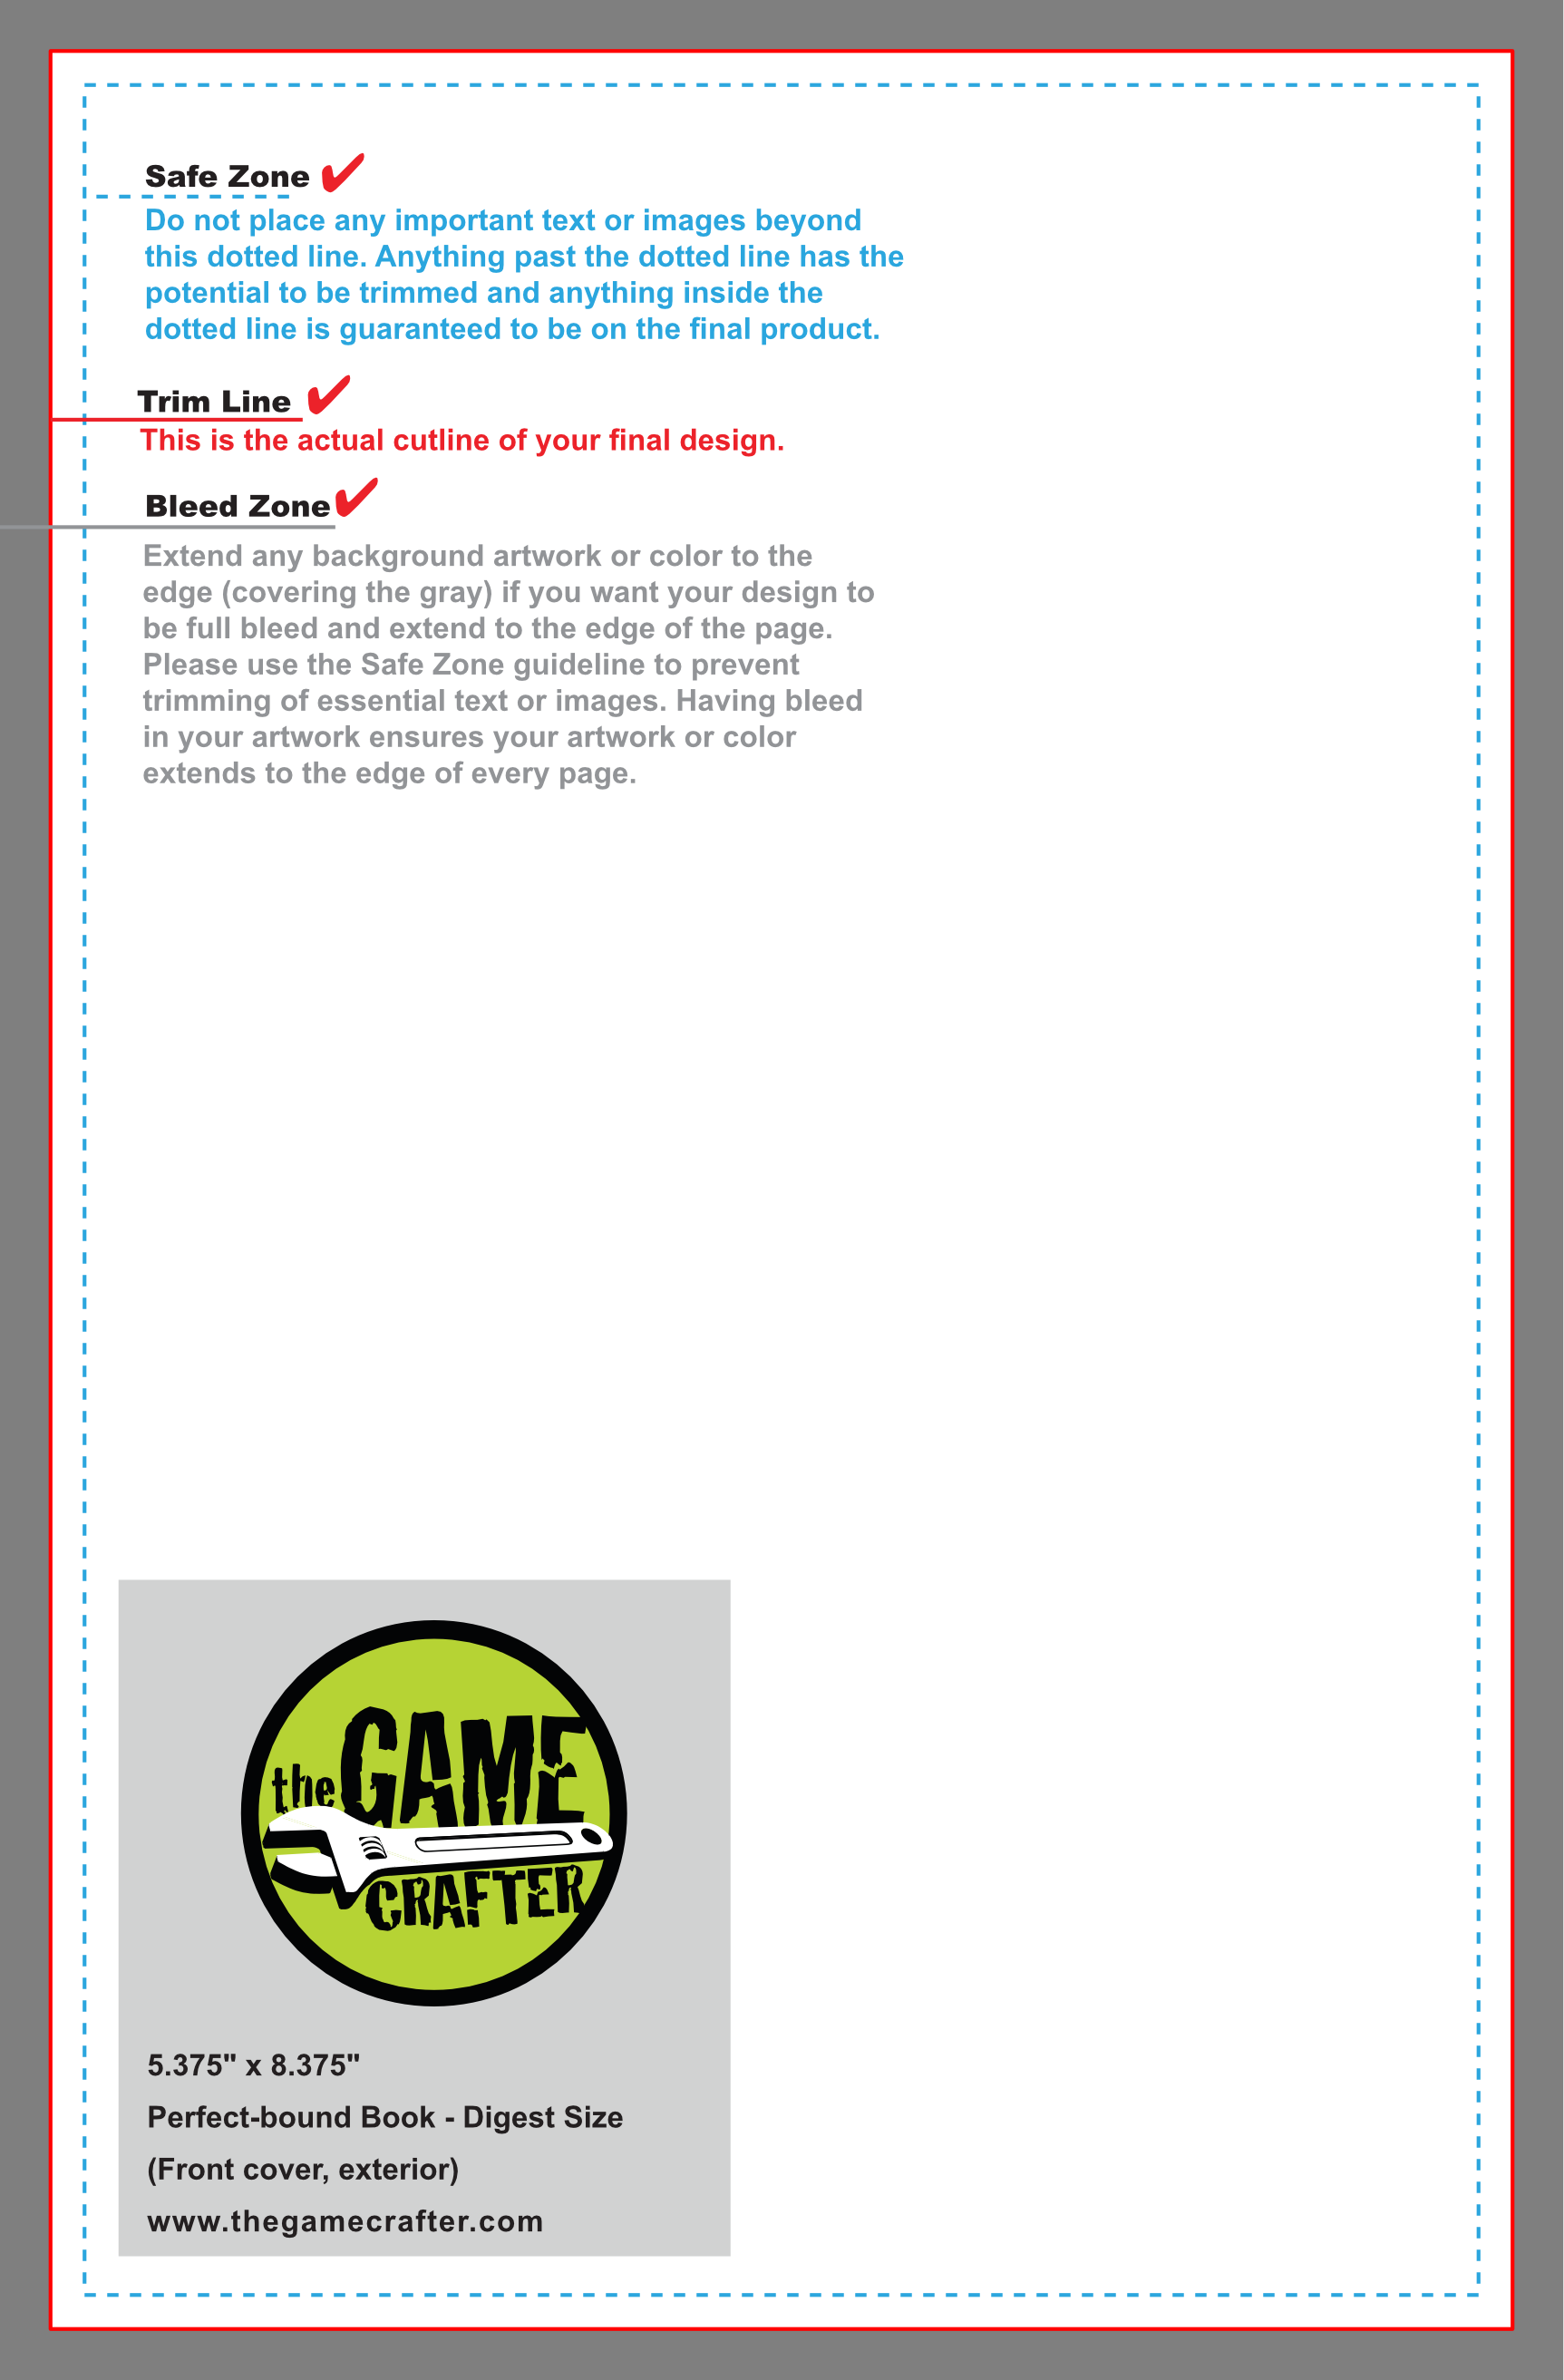 Safe Zone
Do not place any important text or images beyond
this dotted line. Anything past the dotted line has the
potential to be trimmed and anything inside the
dotted line is guaranteed to be on the final product.
Trim Line
This is the actual cutline of your final design.
Bleed Zone
Extend any background artwork or color to the
edge (covering the gray) if you want your design to
be full bleed and extend to the edge of the page.
Please use the Safe Zone guideline to prevent
trimming of essential text or images. Having bleed
in your artwork ensures your artwork or color
extends to the edge of every page.
the GAME
CRAFTER
5.375" x 8.375"
Perfect-bound Book - Digest Size
(Front cover, exterior)
www.thegamecrafter.com